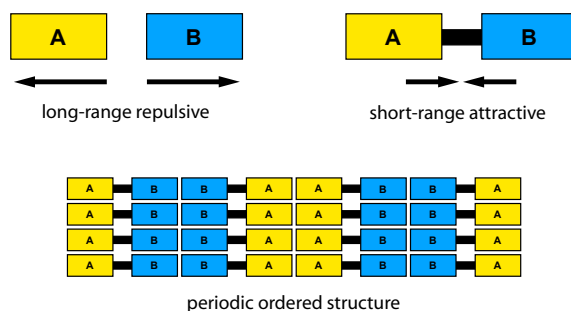 A B A B
long-range repulsive short-range attractive
A B B A A B B A
A B B A A B B A
A B B A A B B A
A B B A A B B A
periodic ordered structure